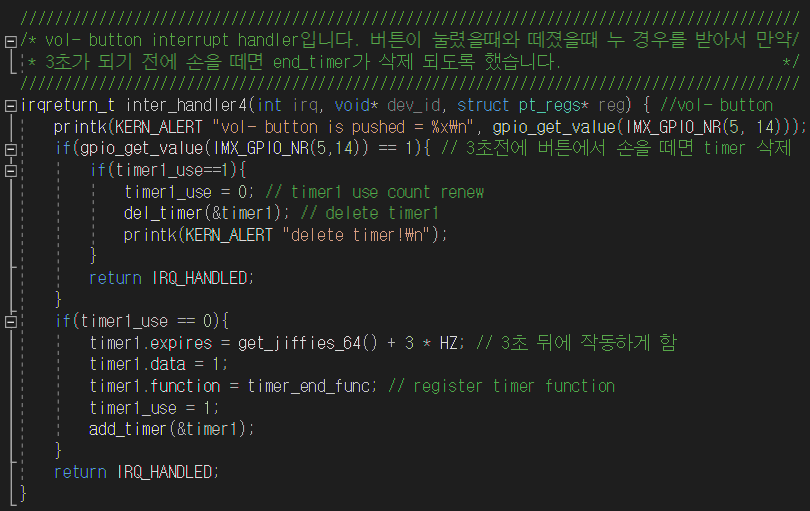 ////////////////////////////////////////////////////////////////////////////////////////////
/* vol- button interrupt handler입니다. 버튼이 눌렸을때와 떼졌을때 두 경우를 받아서 만약/
* 3초가 되기 전에 손을 떼면 end_timer가 삭제 되도록 했습니다. */
////////////////////////////////////////////////////////////////////////////////////////////
irqreturn_t inter_handler4(int irq, void* dev_id, struct pt_regs* reg) { //vol- button
    printk(KERN_ALERT "vol- button is pushed = %x₩n", gpio_get_value(IMX_GPIO_NR(5, 14)));
    if(gpio_get_value(IMX_GPIO_NR(5,14)) == 1){ // 3초전에 버튼에서 손을 떼면 timer 삭제
        if(timer1_use==1){
            timer1_use = 0; // timer1 use count renew
            del_timer(&timer1); // delete timer1
            printk(KERN_ALERT "delete timer!₩n");
        }
        return IRQ_HANDLED;
    }
    if(timer1_use == 0){
        timer1.expires = get_jiffies_64() + 3 * HZ; // 3초 뒤에 작동하게 함
        timer1.data = 1;
        timer1.function = timer_end_func; // register timer function
        timer1_use = 1;
        add_timer(&timer1);
    }
    return IRQ_HANDLED;
}